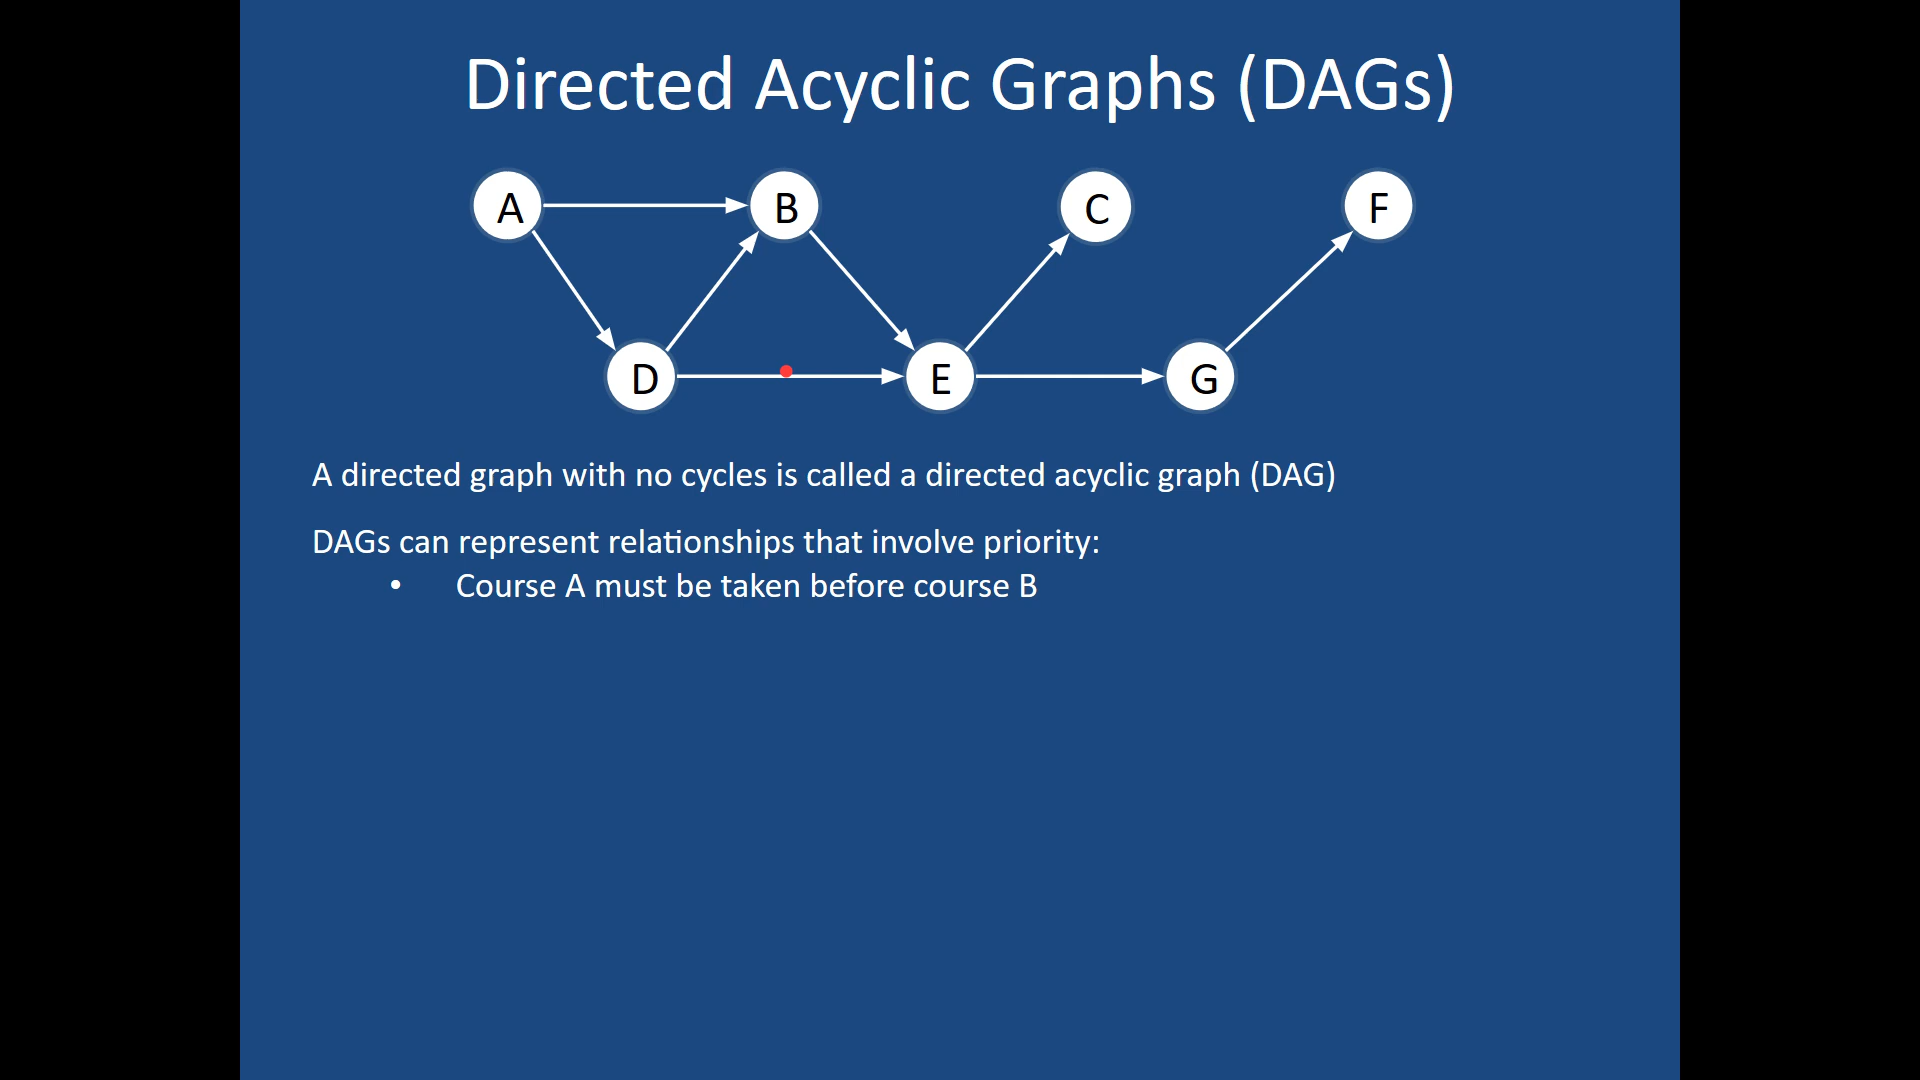 Directed Acyclic Graphs (DAGs)
A B C F
D E G
A directed graph with no cycles is called a directed acyclic graph (DAG)
DAGs can represent relationships that involve priority:
• Course A must be taken before course B